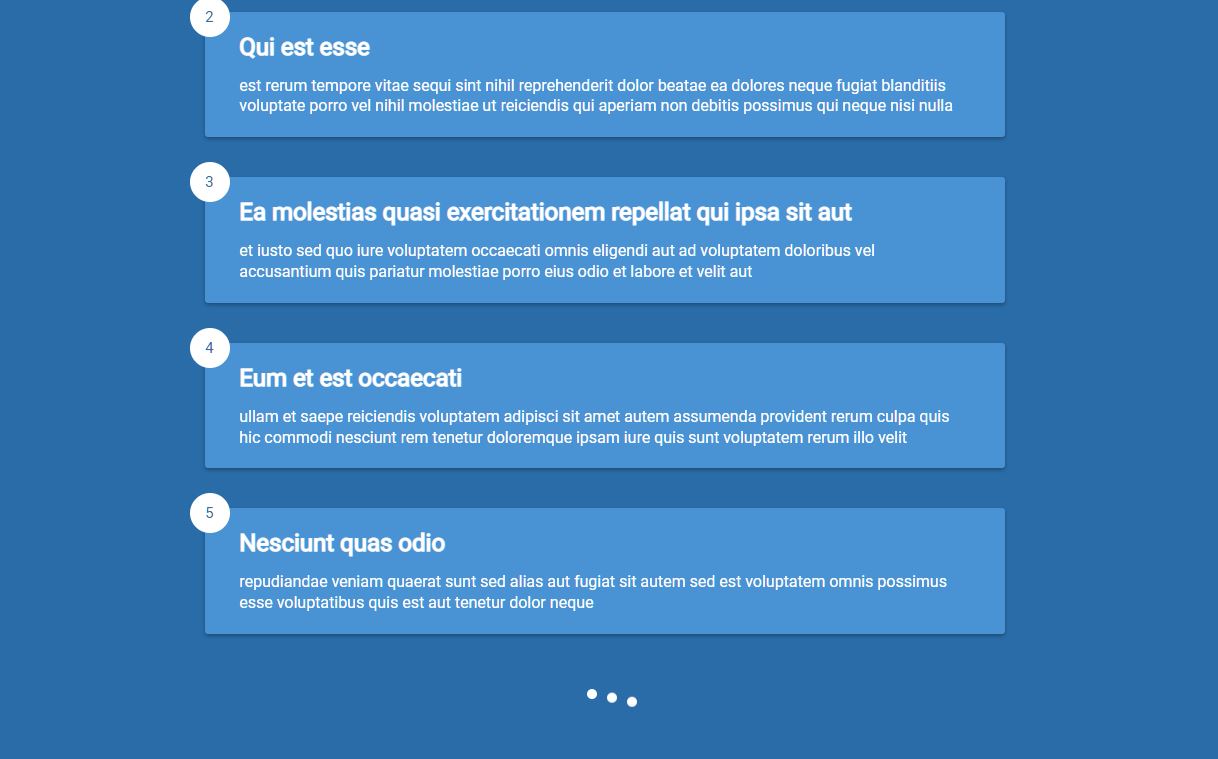 2
Qui est esse
est rerum tempore vitae sequi sint nihil reprehenderit dolor beatae ea dolores neque fugiat blanditiis
voluptate porro vel nihil molestiae ut reiciendis qui aperiam non debitis possimus qui neque nisi nulla
3
Ea molestias quasi exercitationem repellat qui ipsa sit aut
et iusto sed quo iure voluptatem occaecati omnis eligendi aut ad voluptatem doloribus vel
accusantium quis pariatur molestiae porro eius odio et labore et velit aut
4
Eum et est occaecati
ullam et saepe reiciendis voluptatem adipisci sit amet autem assumenda provident rerum culpa quis
hic commodi nesciunt rem tenetur doloremque ipsam iure quis sunt voluptatem rerum illo velit
5
Nesciunt quas odio
repudiandae veniam quaerat sunt sed alias aut fugiat sit autem sed est voluptatem omnis possimus
esse voluptatibus quis est aut tenetur dolor neque